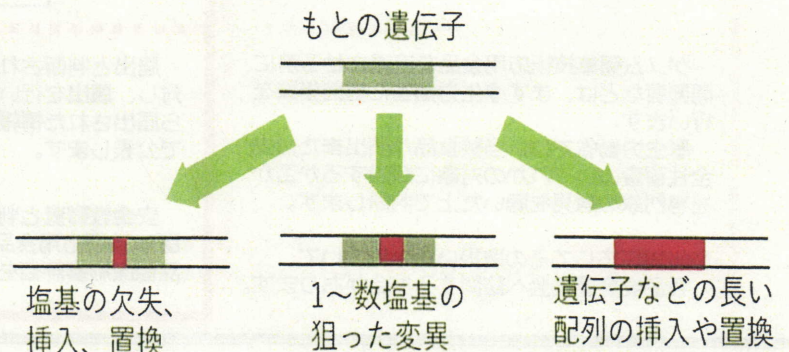 もとの遺伝子
塩基の欠失、
挿入、置換
1~数塩基の
狙った変異
遺伝子などの長い
配列の挿入や置換